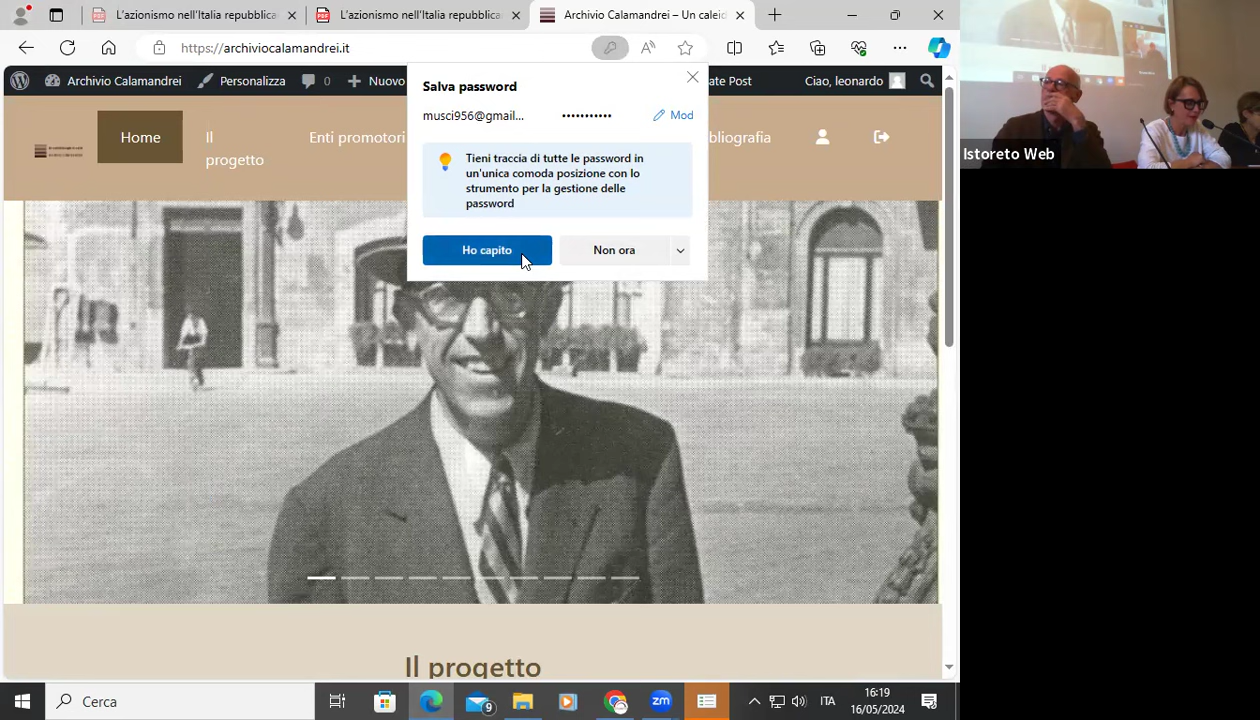 L'azionismo nell'Italia repubblica
L'azionismo nell'Italia repubblica
Archivio Calamandrei – Un caleid
https://archiviocalamandrei.it
Archivio Calamandrei
Personalizza
0
Nuovo
ate Post
Ciao, leonardo
Home
Il
progetto
Enti promotori
bliografia
Salva password
musci956@gmail...
•••••••••••
Mod
Tieni traccia di tutte le password in
un'unica comoda posizione con lo
strumento per la gestione delle
password
Ho capito
Non ora
Istoreto Web
Il progetto
Cerca
9
zm
ITA
16:19
16/05/2024